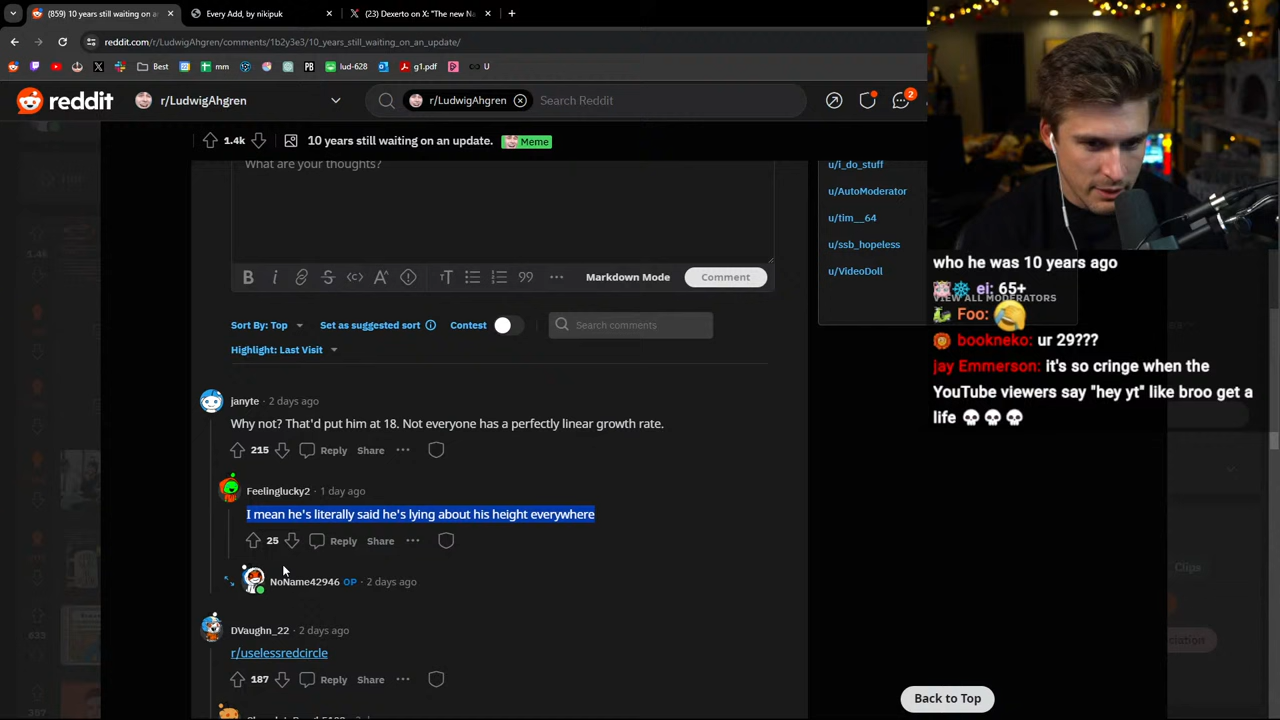 (859) 10 years still waiting on an
Every Add, by nikipuk
(23) Dexerto on X: "The new Na
reddit.com/r/LudwigAhgren/comments/1b2y3e3/10_years_still_waiting_on_an_update/
Best
mm
PB
lud-628
g1.pdf
U
reddit
r/LudwigAhgren
r/LudwigAhgren
Search Reddit
2
1.4k
10 years still waiting on an update.
Meme
What are your thoughts?
Markdown Mode
Comment
Sort By: Top
Set as suggested sort
Contest
Search comments
Highlight: Last Visit
janyte · 2 days ago
Why not? That'd put him at 18. Not everyone has a perfectly linear growth rate.
215
Reply
Share
Feelinglucky2 · 1 day ago
I mean he's literally said he's lying about his height everywhere
25
Reply
Share
NoName42946 OP · 2 days ago
DVaughn_22 · 2 days ago
r/uselessredcircle
187
Reply
Share
u/i_do_stuff
u/AutoModerator
u/tim__64
u/ssb_hopeless
u/VideoDoll
VIEW ALL MODERATORS
who he was 10 years ago
ei: 65+
Foo:
bookneko: ur 29???
jay Emmerson: it's so cringe when the
YouTube viewers say "hey yt" like broo get a
life
Clips
Back to Top